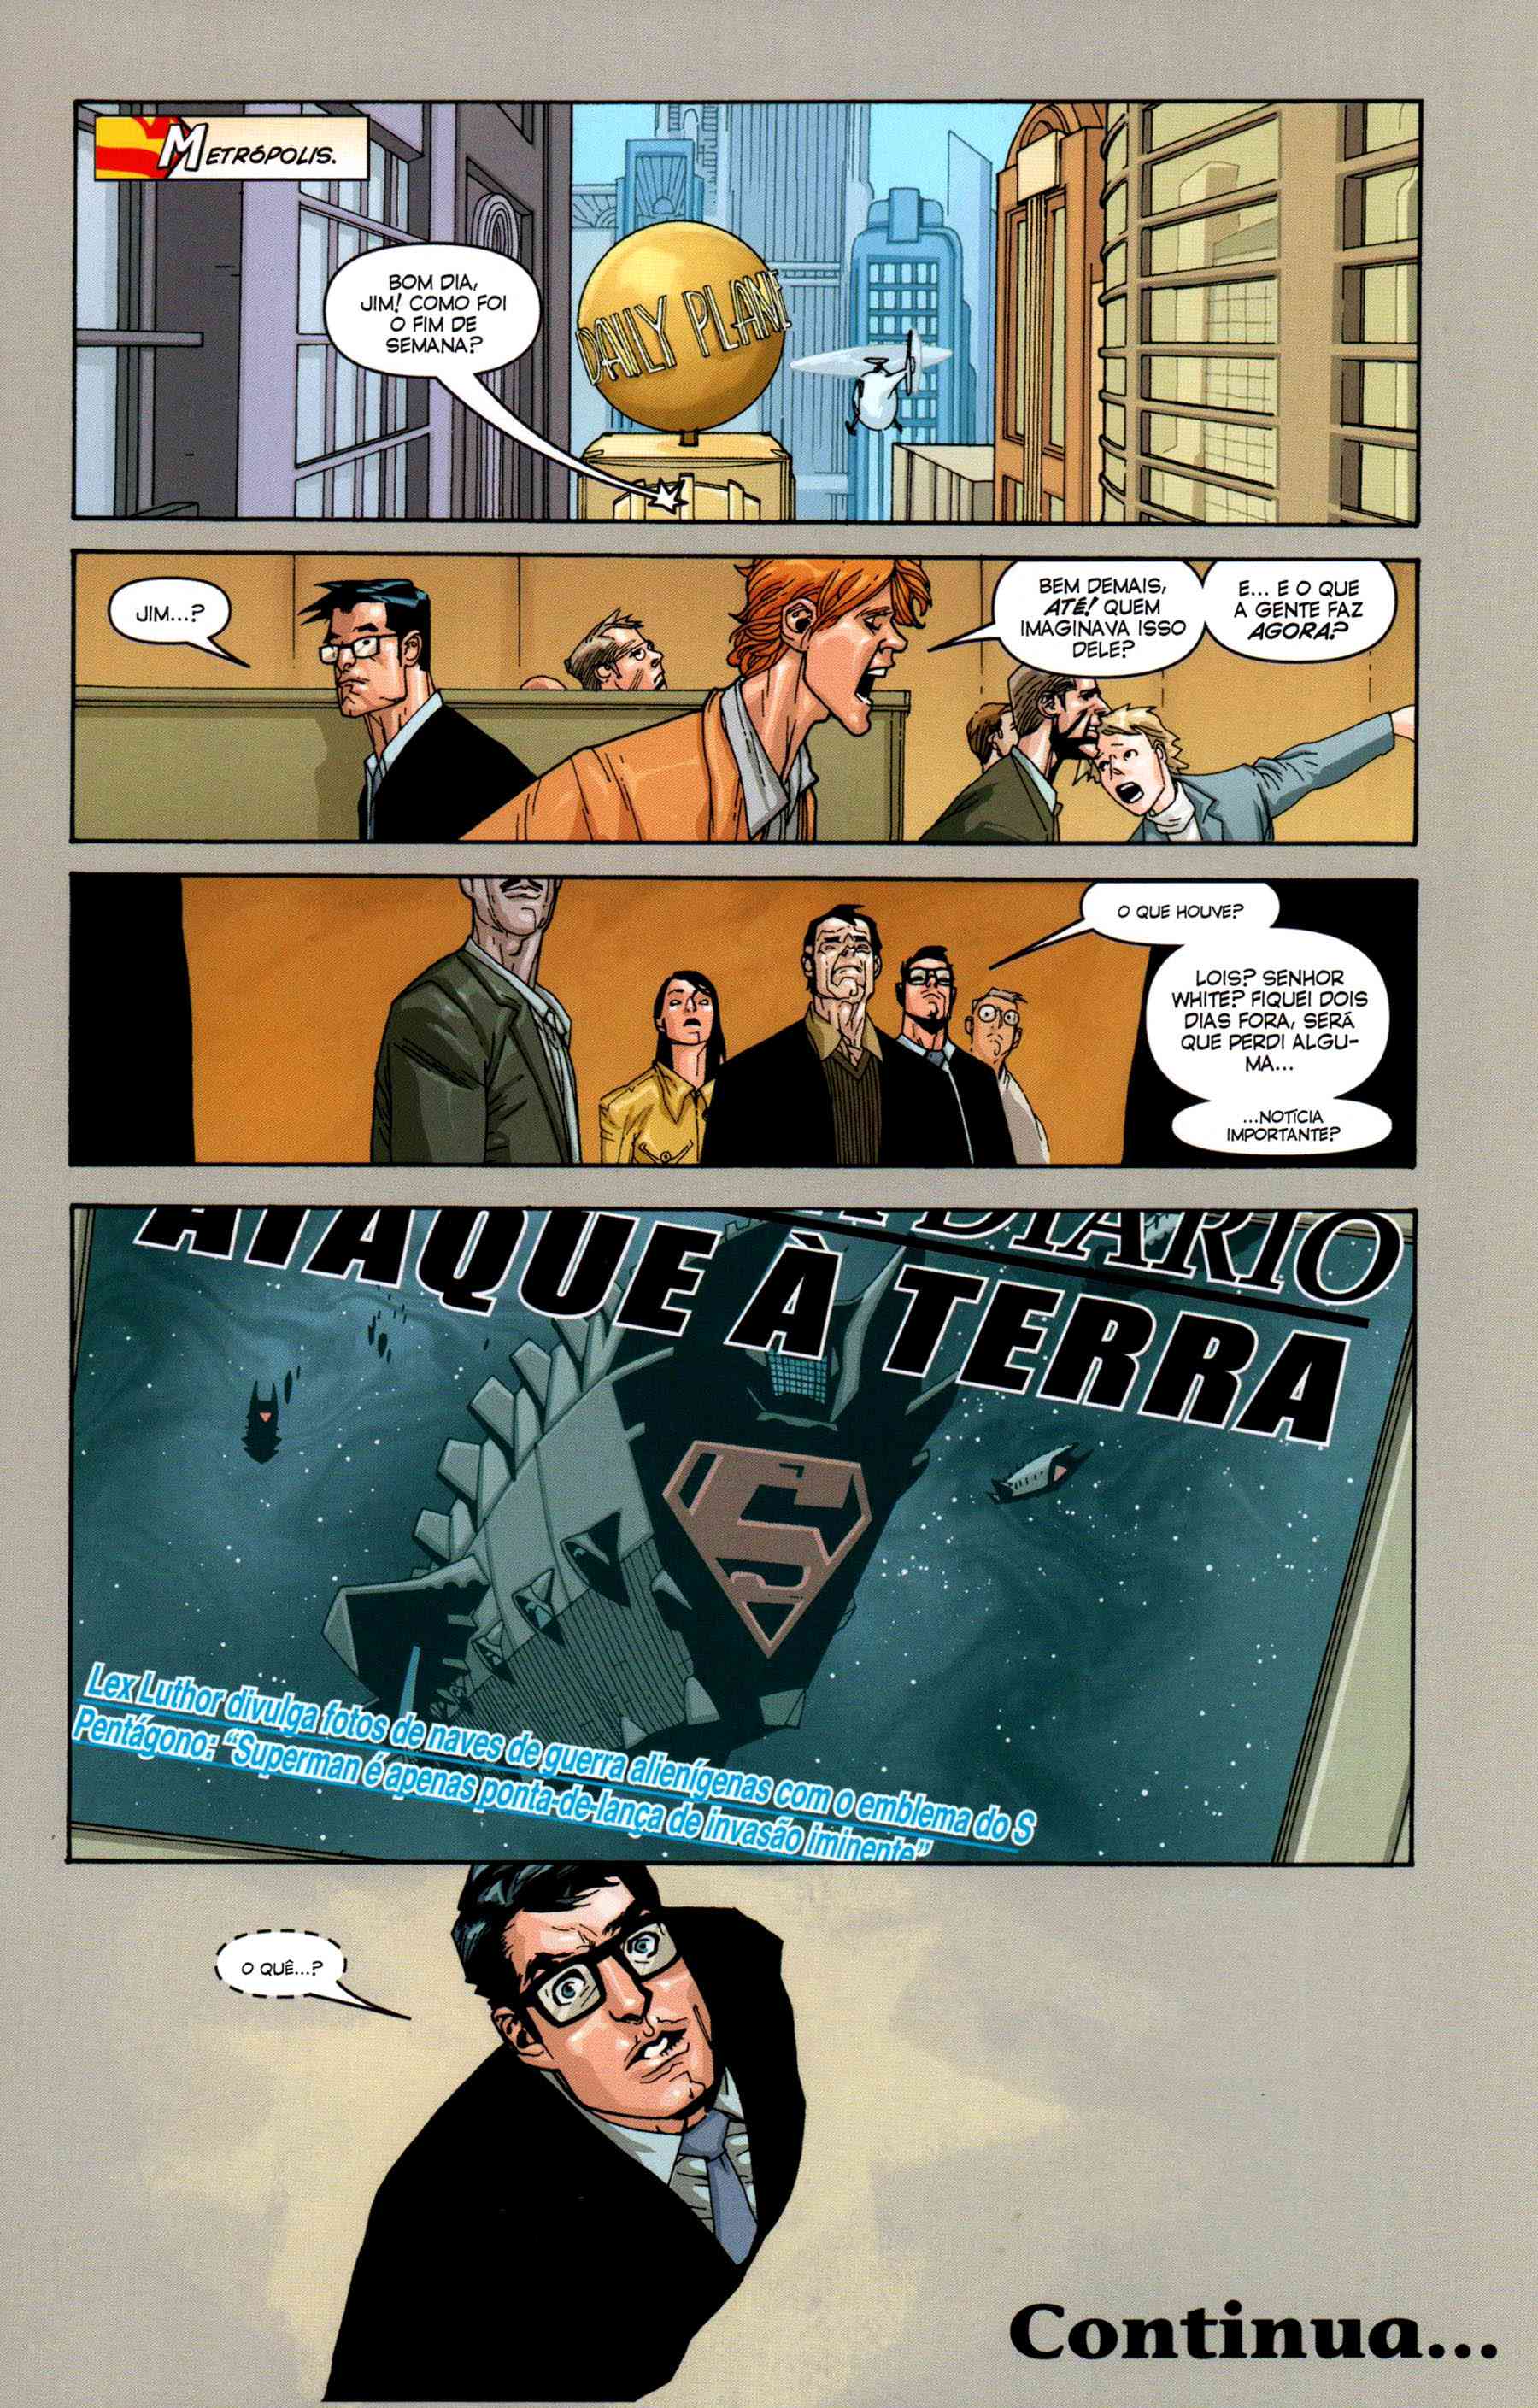 METRÓPOLIS.
BOM DIA,
JIM! COMO FOI
O FIM DE
SEMANA?
DAILY PLANE
JIM...?
BEM DEMAIS,
ATÉ! QUEM
IMAGINAVA ISSO
DELE?
E... E O QUE
A GENTE FAZ
AGORA?
O QUE HOUVE?
LOIS? SENHOR
WHITE? FIQUEI DOIS
DIAS FORA, SERÁ
QUE PERDI ALGU-
MA...
...NOTÍCIA
IMPORTANTE?
DIÁRIO
ATAQUE À TERRA
S
Lex Luthor divulga fotos de naves de guerra alienígenas com o emblema do S
Pentágono: “Superman é apenas ponta-de-lança de invasão iminente”
O QUÊ...?
Continua...